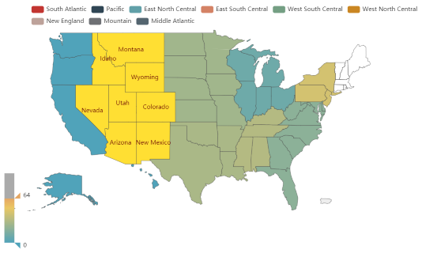 South Atlantic Pacific East North Central East South Central West South Central West North Central
New England Mountain Middle Atlantic
Montana
Idaho
Wyoming
Nevada Utah Colorado
Arizona New Mexico
64
0